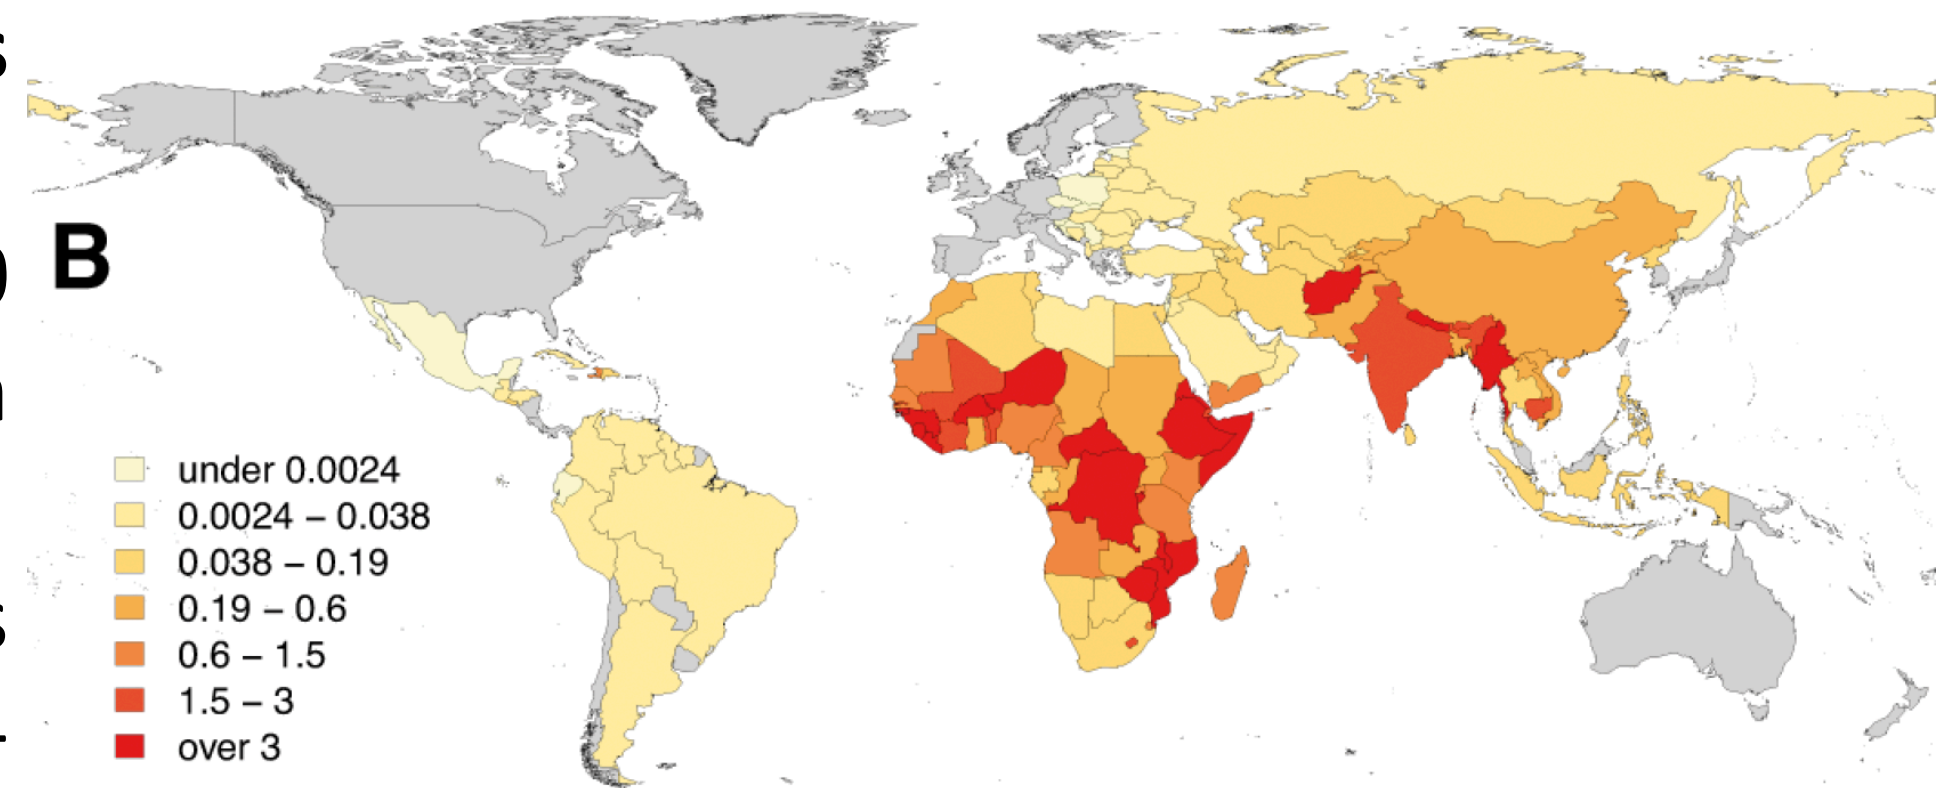 B
under 0.0024
0.0024 – 0.038
0.038 – 0.19
0.19 – 0.6
0.6 – 1.5
1.5 – 3
over 3